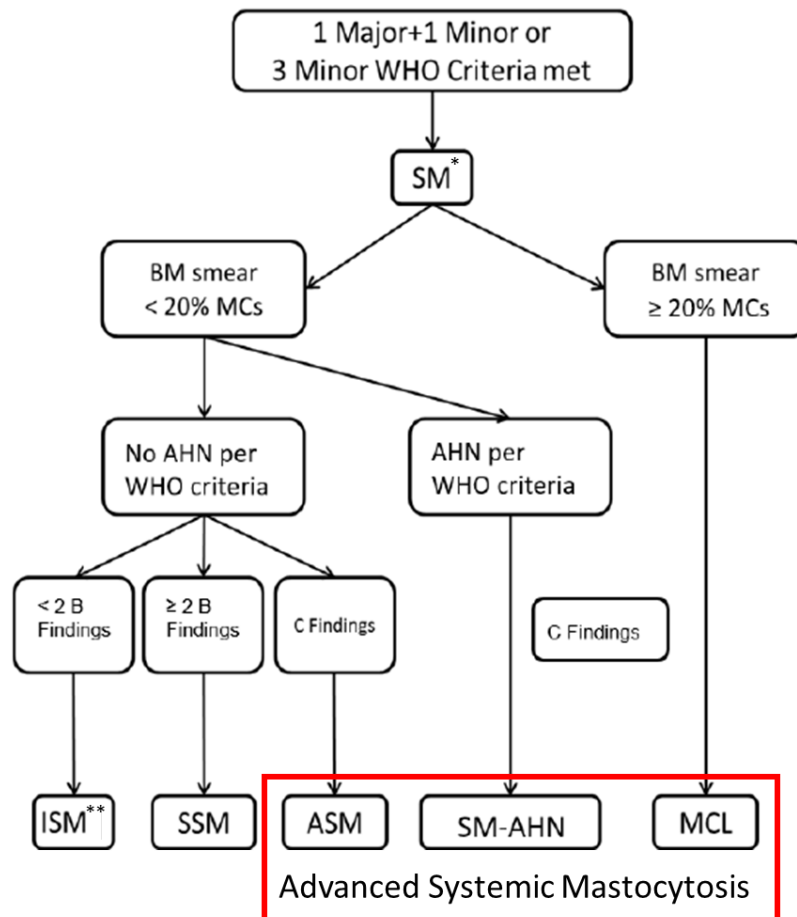 1 Major+1 Minor or
3 Minor WHO Criteria met
SM*
BM smear
< 20% MCs
BM smear
≥ 20% MCs
No AHN per
WHO criteria
AHN per
WHO criteria
< 2 B
Findings
≥ 2 B
Findings
C Findings
C Findings
ISM**
SSM
ASM
SM-AHN
MCL
Advanced Systemic Mastocytosis